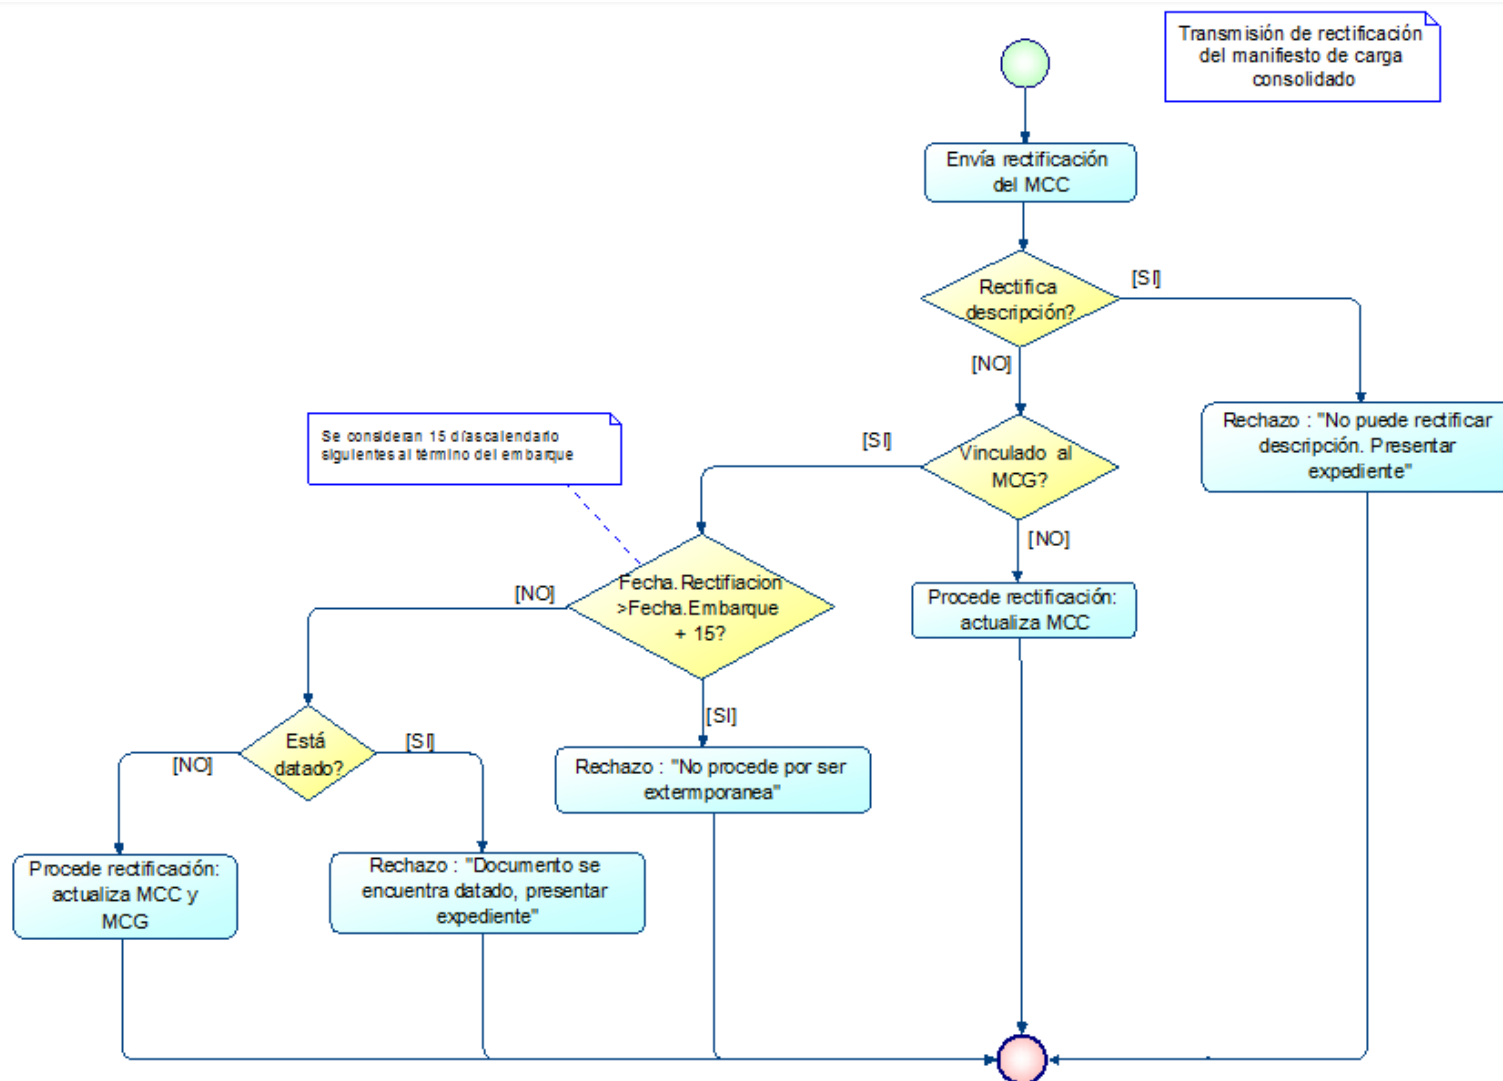 Transmisión de rectificación
del manifiesto de carga
consolidado
Envía rectificación
del MCC
Rectifica
descripción?
[SI]
[NO]
Rechazo : "No puede rectificar
descripción. Presentar
expediente"
Se consideran 15 díascalendario
siguientes al término del embarque
[SI]
Vinculado al
MCG?
[NO]
Fecha.Rectifiacion
>Fecha.Embarque
+ 15?
[NO]
Procede rectificación:
actualiza MCC
[SI]
Está
datado?
[NO]
[SI]
Rechazo : "No procede por ser
extermporanea"
Procede rectificación:
actualiza MCC y
MCG
Rechazo : "Documento se
encuentra datado, presentar
expediente"